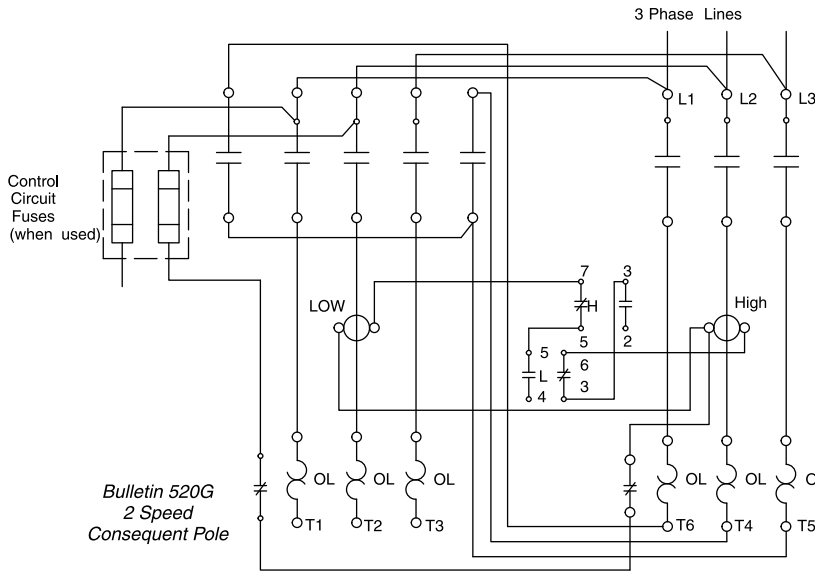 3 Phase Lines
L1
L2
L3
Control
Circuit
Fuses
(when used)
7
3
LOW
H
High
5
2
5
6
L
4
3
OL
OL
OL
OL
OL
O
Bulletin 520G
2 Speed
Consequent Pole
T1
T2
T3
T6
T4
T5